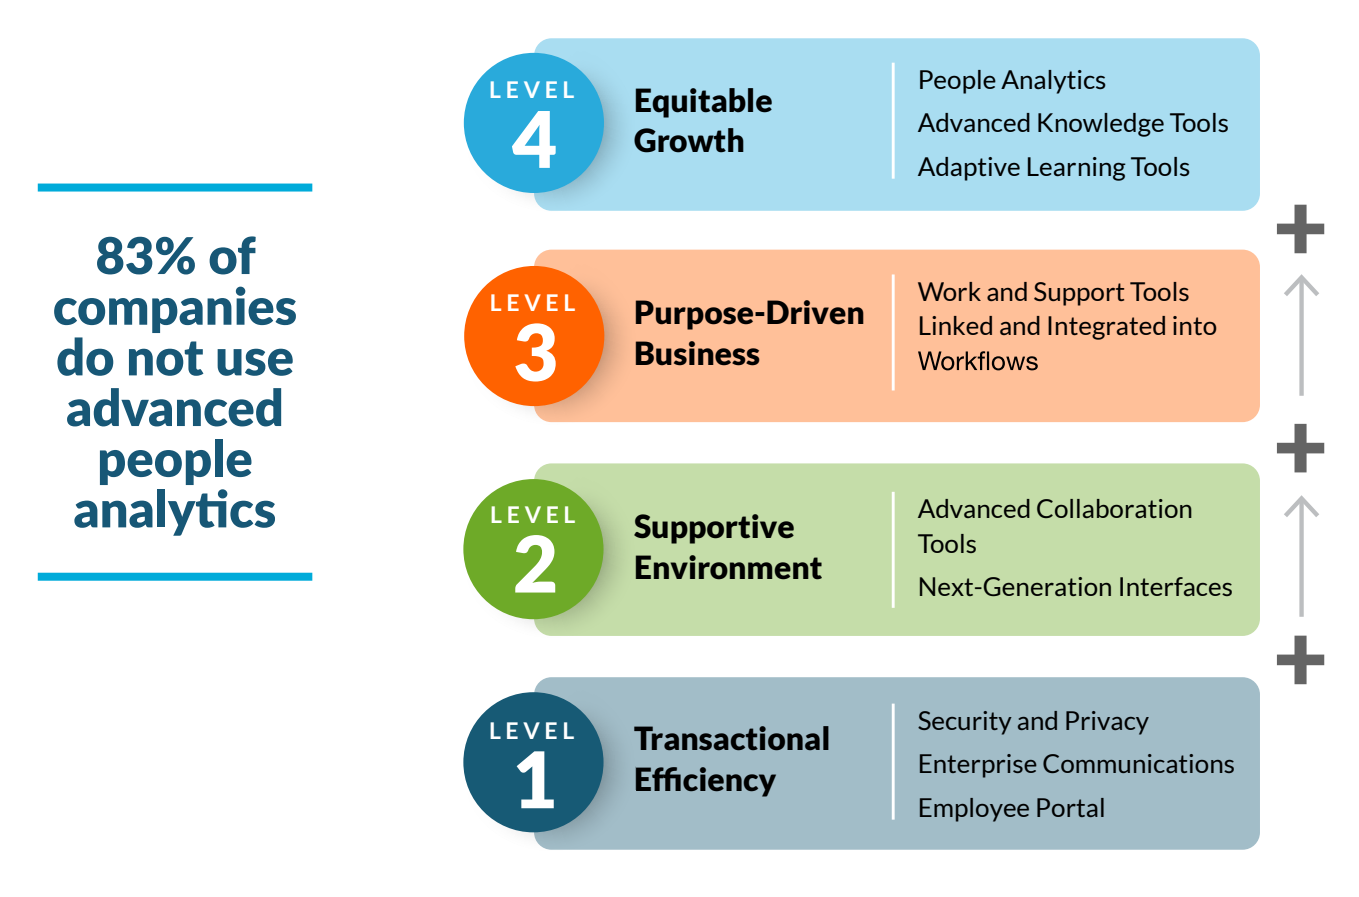 83% of
companies
do not use
advanced
people
analytics
LEVEL
4
Equitable
Growth
People Analytics
Advanced Knowledge Tools
Adaptive Learning Tools
LEVEL
3
Purpose-Driven
Business
Work and Support Tools
Linked and Integrated into
Workflows
LEVEL
2
Supportive
Environment
Advanced Collaboration
Tools
Next-Generation Interfaces
LEVEL
1
Transactional
Efficiency
Security and Privacy
Enterprise Communications
Employee Portal